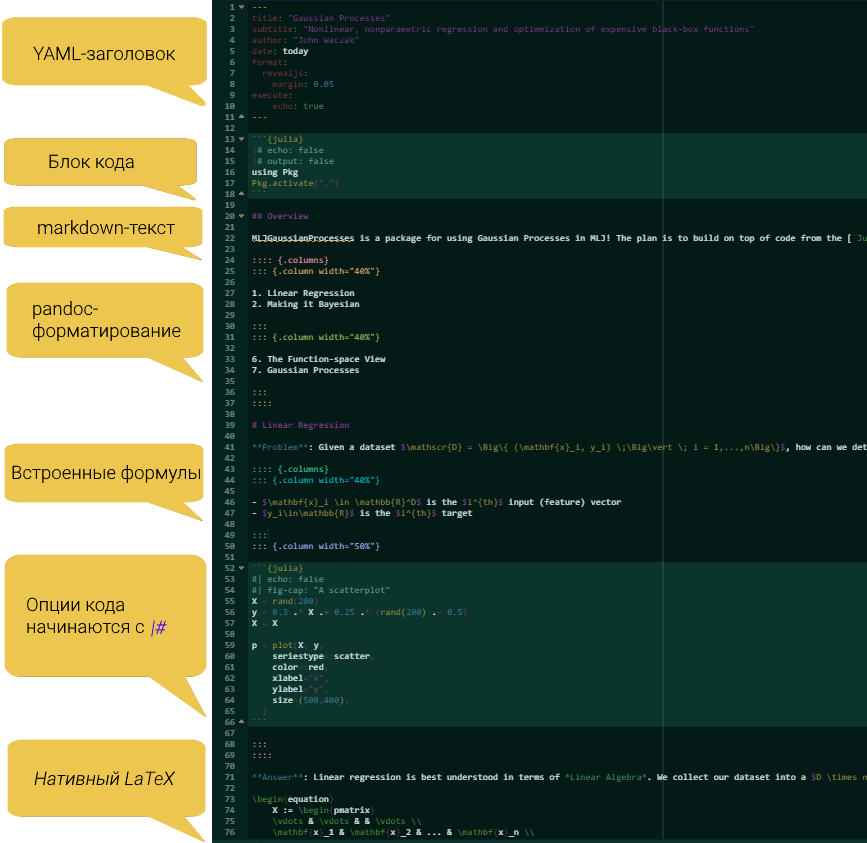 YAML-заголовок
Блок кода
markdown-текст
pandoc-
форматирование
Встроенные формулы
Опции кода
начинаются с |#
Нативный LaTeX
1 ---
2 title: "Gaussian Processes"
3 subtitle: "Nonlinear, nonparametric regression and optimmization of expensive black-box functions"
4 author: "John Waczak"
5 date: today
6 format:
7 revealjs:
8 margin: 0.05
9 execute:
10 echo: true
11 ---
12
13 ```{julia}
14 |# echo: false
15 |# output: false
16 using Pkg
17 Pkg.activate(".")
18 ```
19
20 ## Overview
21
22 MLJGaussianProcesses is a package for using Gaussian Processes in MLJ! The plan is to build on top of code from the [`Ju
23
24 :::: {.columns}
25 ::: {.column width="40%"}
26
27 1. Linear Regression
28 2. Making it Bayesian
29
30 :::
31 ::: {.column width="40%"}
32
33 6. The Function-space View
34 7. Gaussian Processes
35
36 :::
37 ::::
38
39 # Linear Regression
40
41 **Problem**: Given a dataset $\mathscr{D} = \Big\{ (\mathbf{x}_i, y_i) \;\Big\vert \; i = 1,...,n\Big\}$, how can we det
42
43 :::: {.columns}
44 ::: {.column width="40%"}
45
46 - $\mathbf{x}_i \in \mathbb{R}^D$ is the $i^{th}$ input (feature) vector
47 - $y_i\in\mathbb{R}$ is the $i^{th}$ target
48
49 :::
50 ::: {.column width="50%"}
51
52 ```{julia}
53 #| echo: false
54 #| fig-cap: "A scatterplot"
55 X = rand(200)
56 y = 0.3 .* X .+ 0.25 .* (rand(200) .- 0.5)
57 X = X
58
59 p = plot(X, y,
60 seriestype=:scatter,
61 color=:red,
62 xlabel="x",
63 ylabel="y",
64 size=(500,400),
65 )
66 ```
67
68 :::
69 ::::
70
71 **Answer**: Linear regression is best understood in terms of *Linear Algebra*. We collect our dataset into a $D \times n
72
73 \begin{equation}
74 X := \begin{pmatrix}
75 \vdots & \vdots & & \vdots \\
76 \mathbf{x}_1 & \mathbf{x}_2 & ... & \mathbf{x}_n \\